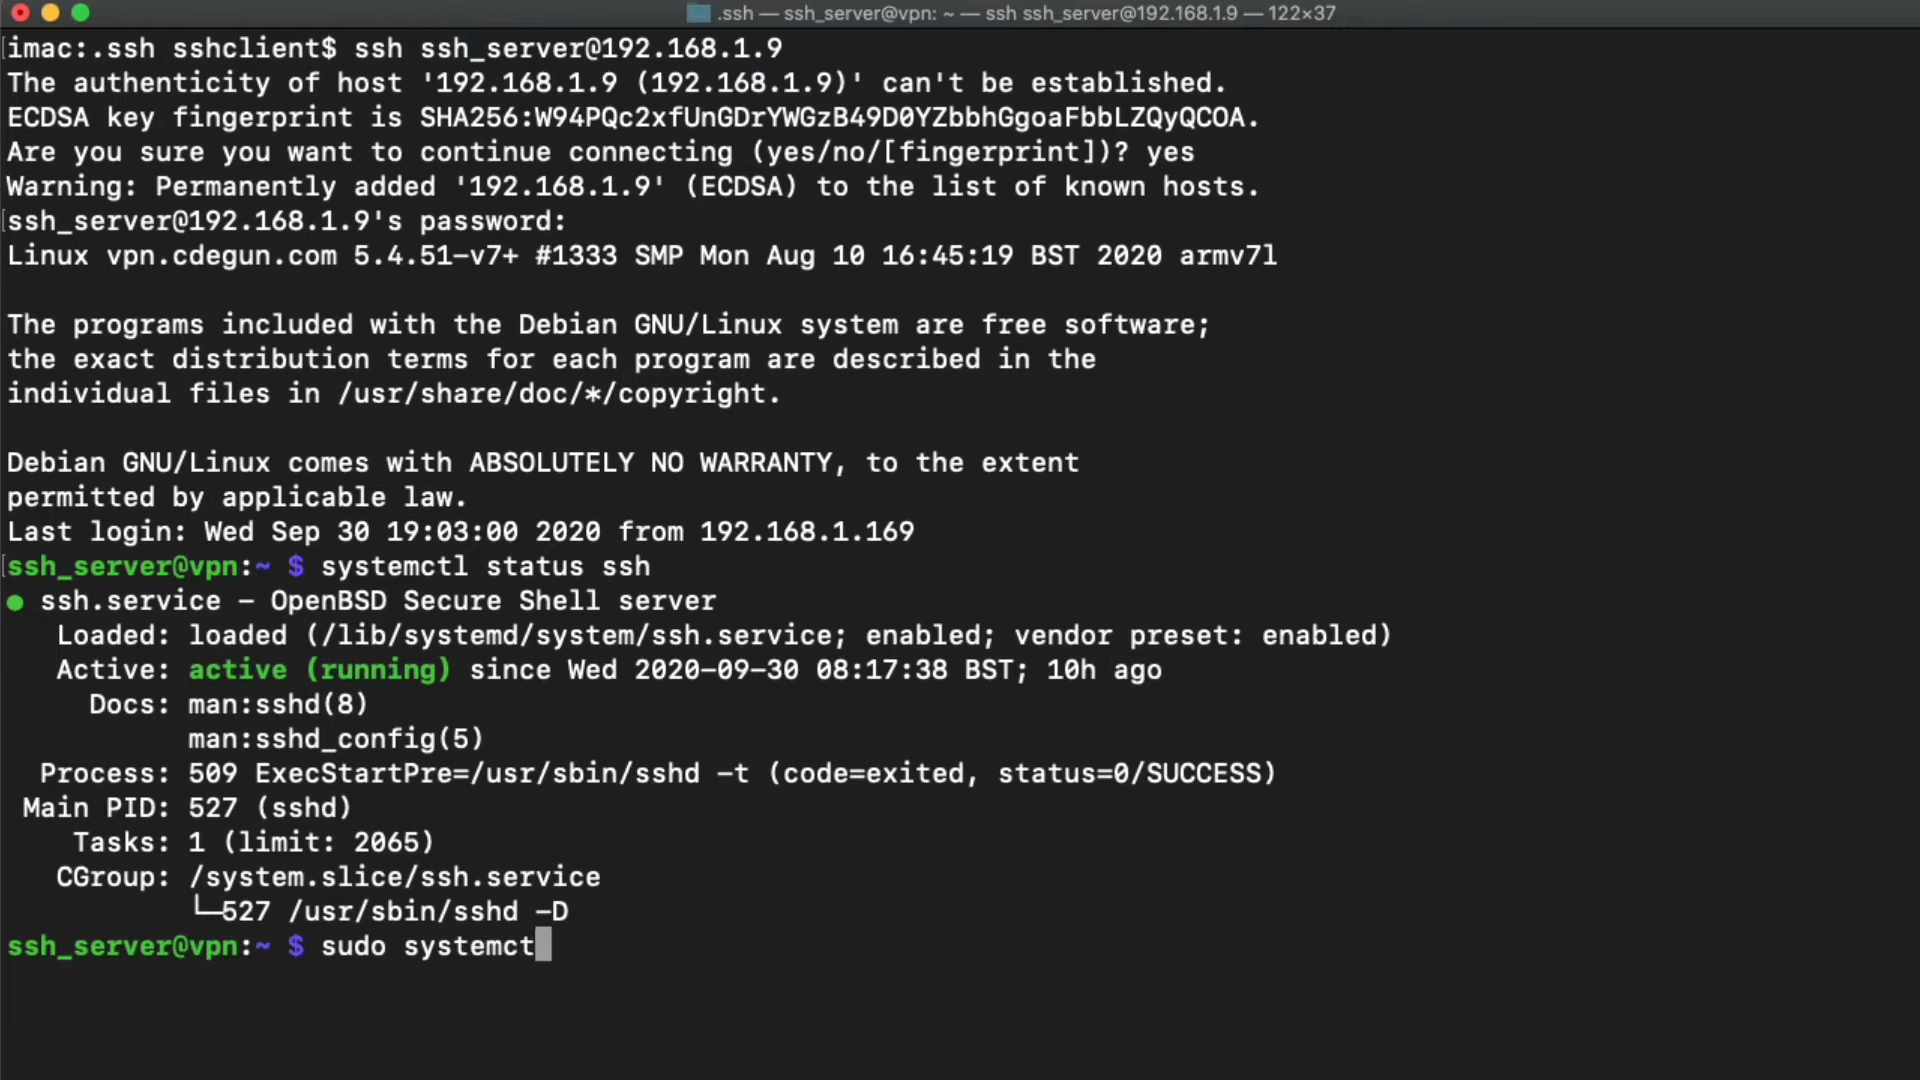 .ssh — ssh_server@vpn: ~ — ssh ssh_server@192.168.1.9 — 122×37
imac:.ssh sshclient$ ssh ssh_server@192.168.1.9
The authenticity of host '192.168.1.9 (192.168.1.9)' can't be established.
ECDSA key fingerprint is SHA256:W94PQc2xfUnGDrYWGzB49D0YZbbhGgoaFbbLZQyQCOA.
Are you sure you want to continue connecting (yes/no/[fingerprint])? yes
Warning: Permanently added '192.168.1.9' (ECDSA) to the list of known hosts.
ssh_server@192.168.1.9's password:
Linux vpn.cdegun.com 5.4.51-v7+ #1333 SMP Mon Aug 10 16:45:19 BST 2020 armv7l
The programs included with the Debian GNU/Linux system are free software;
the exact distribution terms for each program are described in the
individual files in /usr/share/doc/*/copyright.
Debian GNU/Linux comes with ABSOLUTELY NO WARRANTY, to the extent
permitted by applicable law.
Last login: Wed Sep 30 19:03:00 2020 from 192.168.1.169
ssh_server@vpn:~ $ systemctl status ssh
● ssh.service - OpenBSD Secure Shell server
Loaded: loaded (/lib/systemd/system/ssh.service; enabled; vendor preset: enabled)
Active: active (running) since Wed 2020-09-30 08:17:38 BST; 10h ago
Docs: man:sshd(8)
man:sshd_config(5)
Process: 509 ExecStartPre=/usr/sbin/sshd -t (code=exited, status=0/SUCCESS)
Main PID: 527 (sshd)
Tasks: 1 (limit: 2065)
CGroup: /system.slice/ssh.service
└─527 /usr/sbin/sshd -D
ssh_server@vpn:~ $ sudo systemct